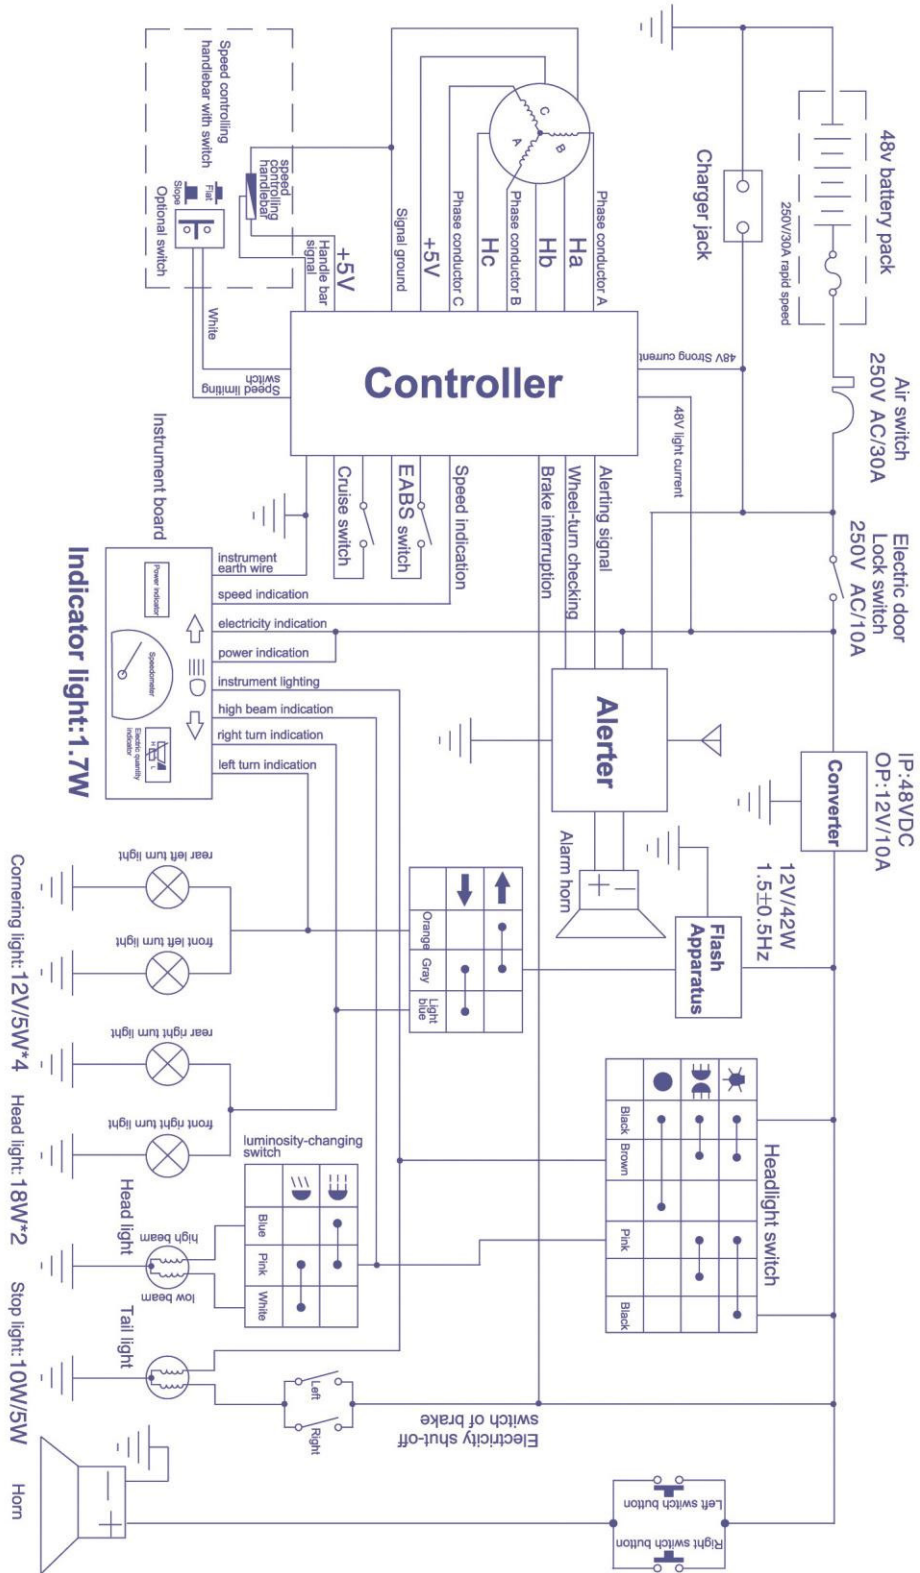 48v battery pack
250V/30A rapid speed
Charger jack
Air switch
250V AC/30A
Electric door
Lock switch
250V AC/10A
IP:48VDC
OP:12V/10A
Converter
12V/42W
1.5±0.5Hz
Flash
Apparatus
Headlight switch
Black
Brown
Pink
Black
Left switch button
Right switch button
A
B
C
Phase conductor A
Ha
Hb
Phase conductor B
Hc
Phase conductor C
+5V
Signal ground
+5V
Handle bar
signal
speed
controlling
handlebar
Speed controlling
handlebar with switch
Flat
Slope
Optional switch
White
Speed limiting
switch
Controller
48V Strong current
48V light current
Alerting signal
Wheel-turn checking
Brake interruption
Speed indication
EABS switch
Cruise switch
Alerter
Alarm horn
+
−
Instrument board
instrument
earth wire
speed indication
electricity indication
power indication
instrument lighting
high beam indication
right turn indication
left turn indication
Power indicator
Speedometer
H
L
Electric quantity
indicator
Indicator light:1.7W
Orange
Gray
Light
blue
rear left turn light
front left turn light
rear right turn light
front right turn light
luminosity-changing
switch
Blue
Pink
White
Head light
high beam
low beam
Tail light
Left
Right
Electricity shut-off
switch of brake
Cornering light:12V/5W*4
Head light:18W*2
Stop light:10W/5W
Horn
−
+